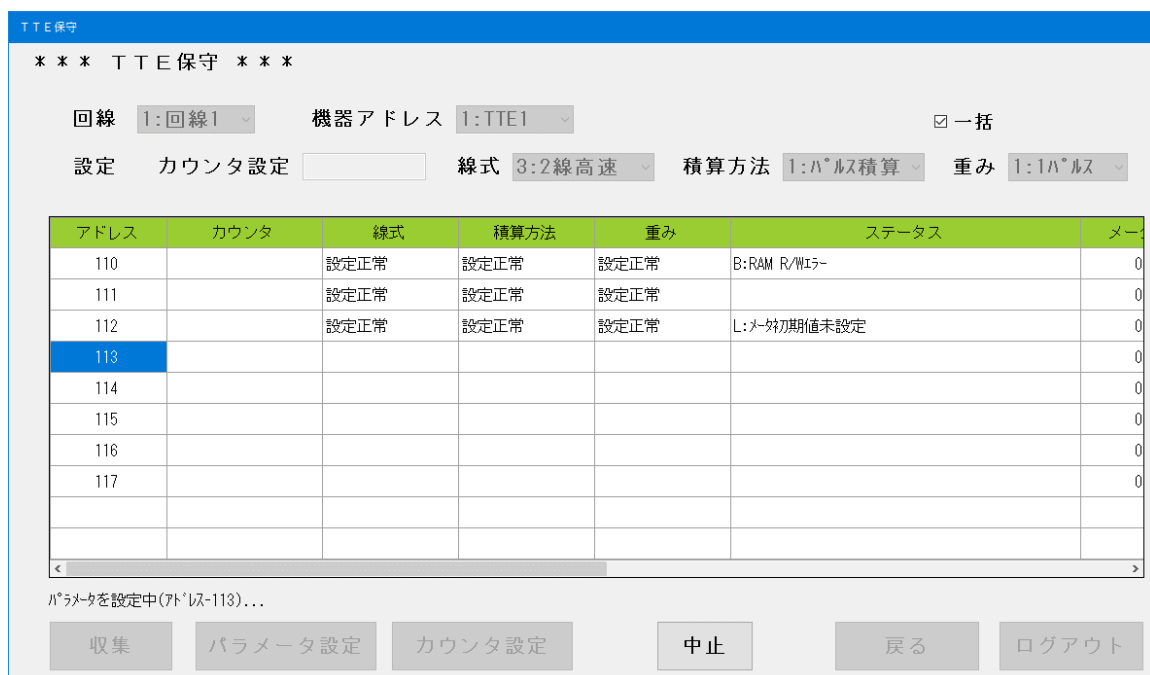 ＴＴＥ保守
＊＊＊ ＴＴＥ保守 ＊＊＊
回線 1:回線1 機器アドレス 1:TTE1 一括
設定 カウンタ設定 線式 3:2線高速 積算方法 1:ﾊﾟﾙｽ積算 重み 1:1ﾊﾟﾙｽ
アドレス カウンタ 線式 積算方法 重み ステータス メー
110 設定正常 設定正常 設定正常 B:RAM R/Wｴﾗｰ 0
111 設定正常 設定正常 設定正常 0
112 設定正常 設定正常 設定正常 L:ﾒｰﾀ初期値未設定 0
113 0
114 0
115 0
116 0
117 0
ﾊﾟﾗﾒｰﾀを設定中(ｱﾄﾞﾚｽ-113)...
収集 パラメータ設定 カウンタ設定 中止 戻る ログアウト